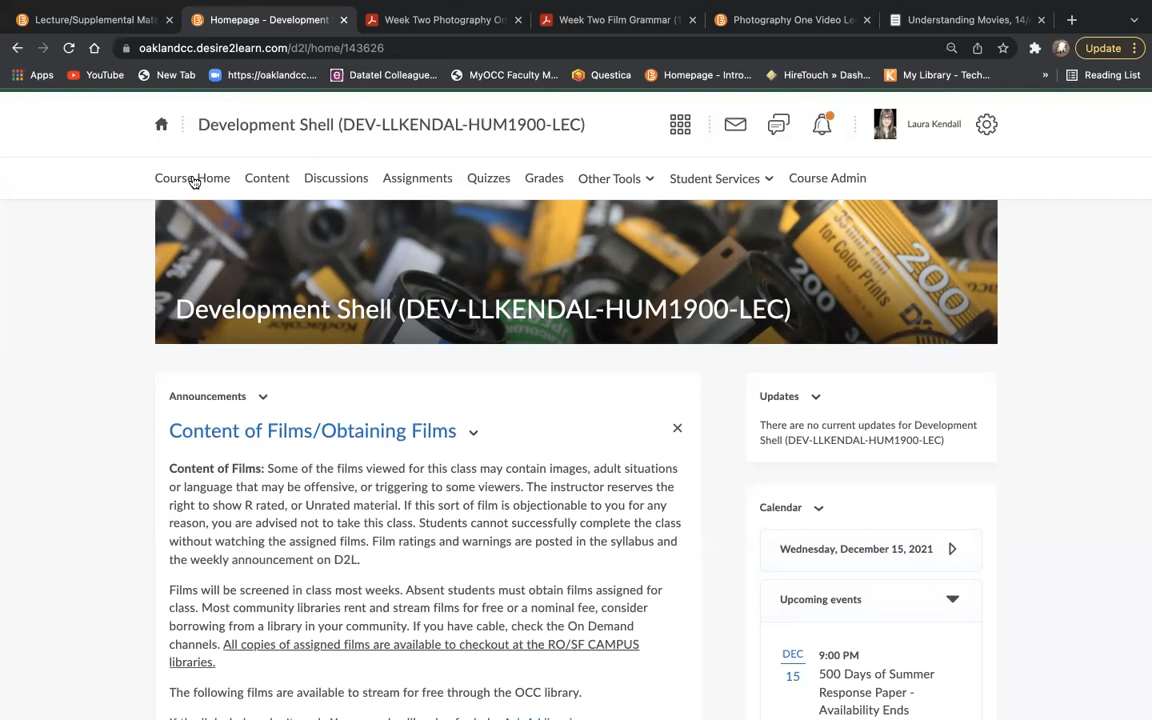 Lecture/Supplemental Mate
Homepage - Development
Week Two Photography On
Week Two Film Grammar (1
Photography One Video Le
Understanding Movies, 14/
oaklandcc.desire2learn.com/d2l/home/143626
Update
Apps
YouTube
New Tab
https://oaklandcc....
Datatel Colleague...
MyOCC Faculty M...
Questica
Homepage - Intro...
HireTouch » Dash...
My Library - Tech...
»
Reading List
Development Shell (DEV-LLKENDAL-HUM1900-LEC)
Laura Kendall
Course Home
Content
Discussions
Assignments
Quizzes
Grades
Other Tools
Student Services
Course Admin
35mm
for Color Prints
200
200
Development Shell (DEV-LLKENDAL-HUM1900-LEC)
Announcements
Content of Films/Obtaining Films
Content of Films: Some of the films viewed for this class may contain images, adult situations
or language that may be offensive, or triggering to some viewers. The instructor reserves the
right to show R rated, or Unrated material. If this sort of film is objectionable to you for any
reason, you are advised not to take this class. Students cannot successfully complete the class
without watching the assigned films. Film ratings and warnings are posted in the syllabus and
the weekly announcement on D2L.
Films will be screened in class most weeks. Absent students must obtain films assigned for
class. Most community libraries rent and stream films for free or a nominal fee, consider
borrowing from a library in your community. If you have cable, check the On Demand
channels. All copies of assigned films are available to checkout at the RO/SF CAMPUS
libraries.
The following films are available to stream for free through the OCC library.
Updates
There are no current updates for Development
Shell (DEV-LLKENDAL-HUM1900-LEC)
Calendar
Wednesday, December 15, 2021
Upcoming events
DEC
15
9:00 PM
500 Days of Summer
Response Paper -
Availability Ends